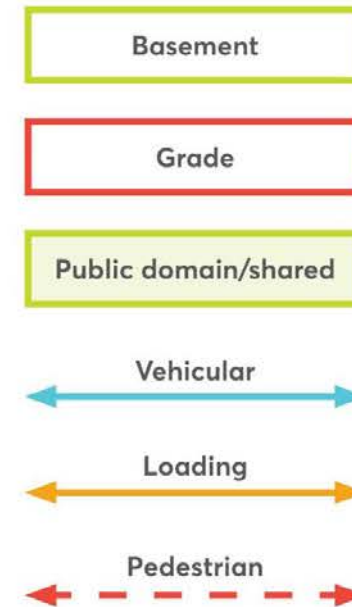 Basement
Grade
Public domain/shared
Vehicular
Loading
Pedestrian